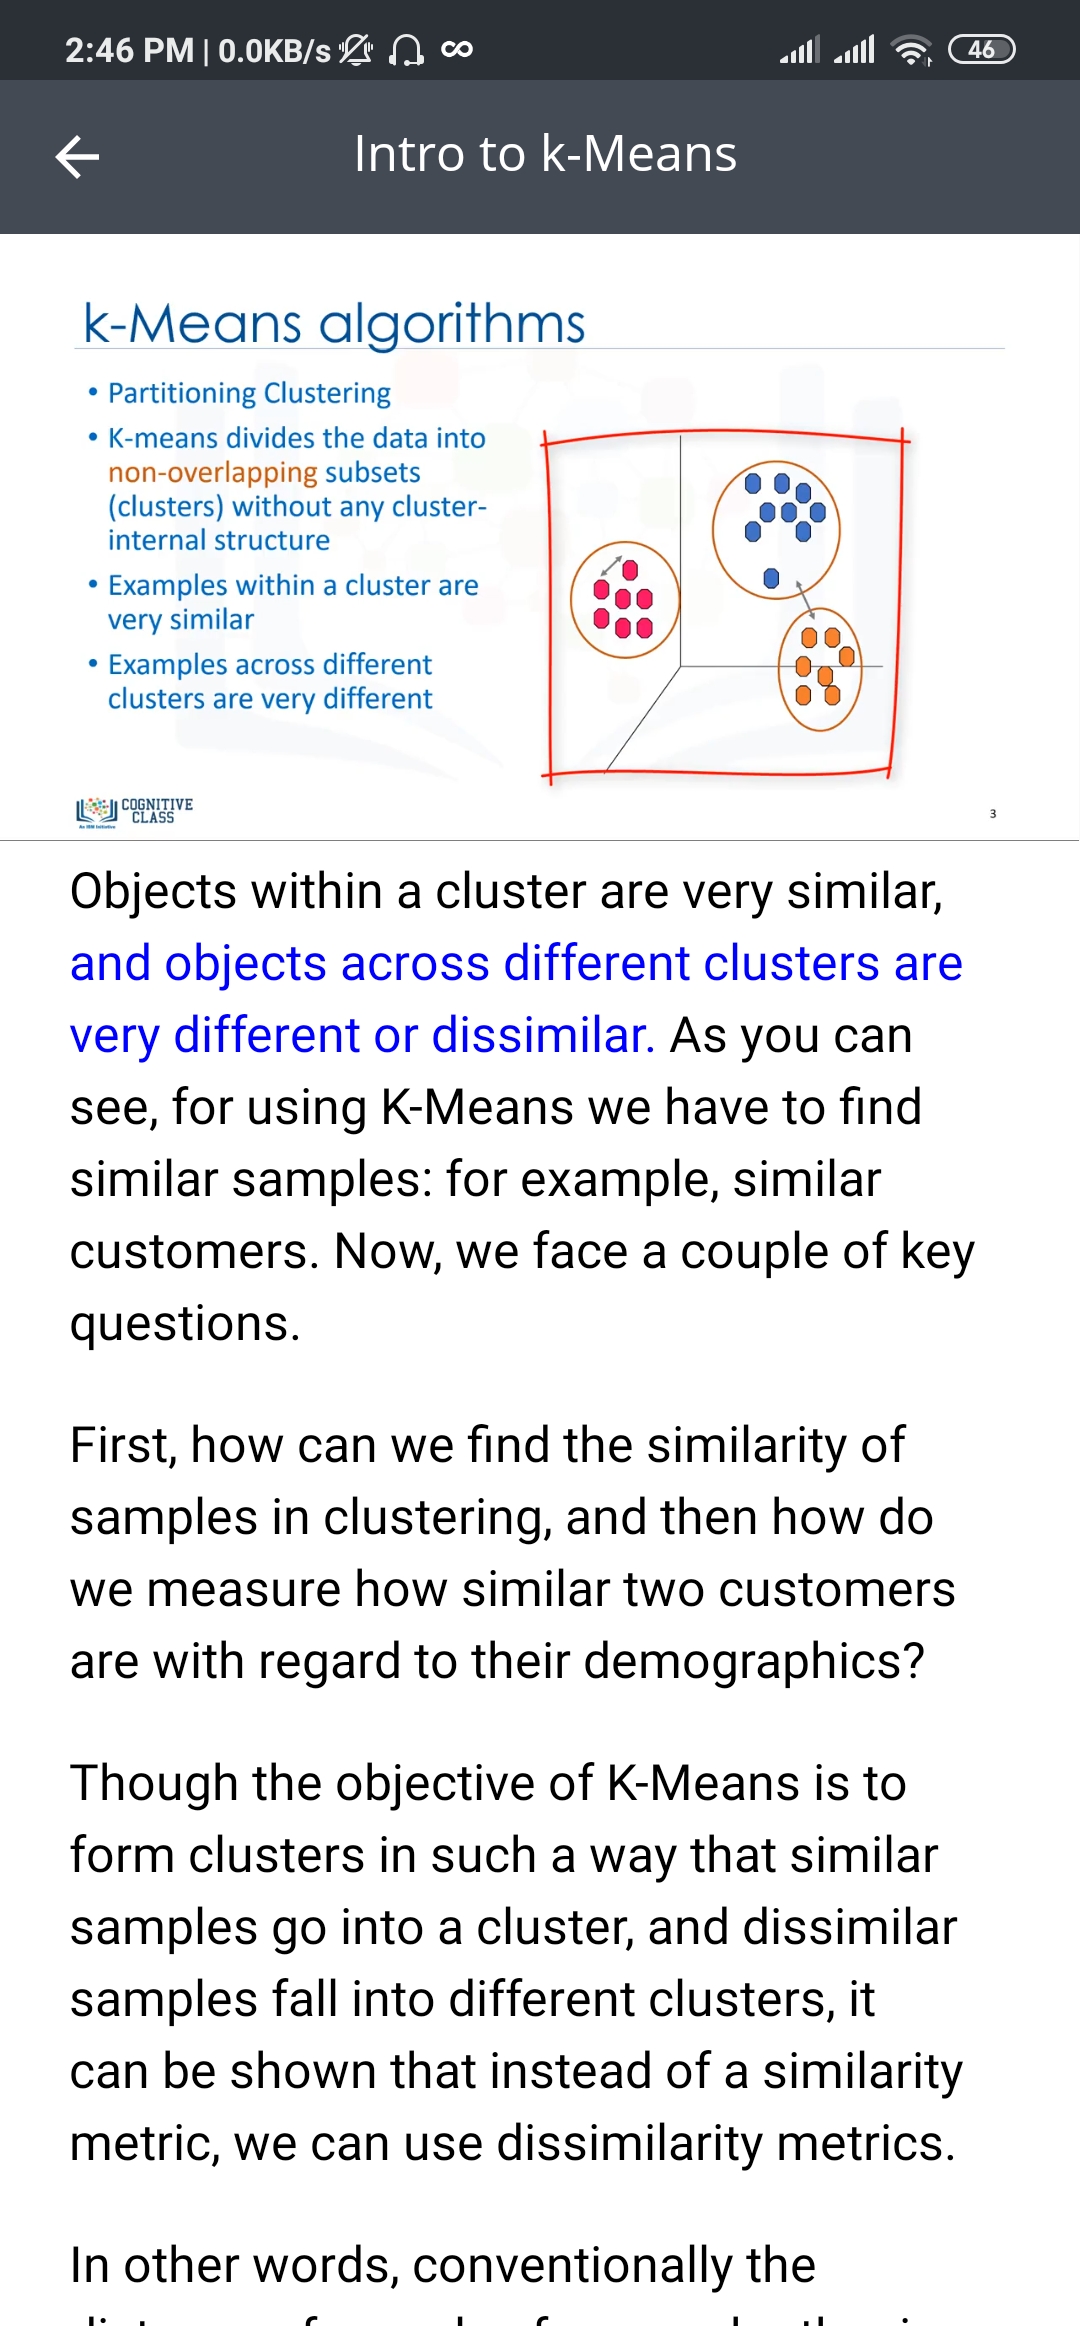 2:46 PM | 0.0KB/s
46
Intro to k-Means
k-Means algorithms
• Partitioning Clustering
• K-means divides the data into
non-overlapping subsets
(clusters) without any cluster-
internal structure
• Examples within a cluster are
very similar
• Examples across different
clusters are very different
COGNITIVE
CLASS
An IBM Initiative
3
Objects within a cluster are very similar,
and objects across different clusters are
very different or dissimilar. As you can
see, for using K-Means we have to find
similar samples: for example, similar
customers. Now, we face a couple of key
questions.
First, how can we find the similarity of
samples in clustering, and then how do
we measure how similar two customers
are with regard to their demographics?
Though the objective of K-Means is to
form clusters in such a way that similar
samples go into a cluster, and dissimilar
samples fall into different clusters, it
can be shown that instead of a similarity
metric, we can use dissimilarity metrics.
In other words, conventionally the